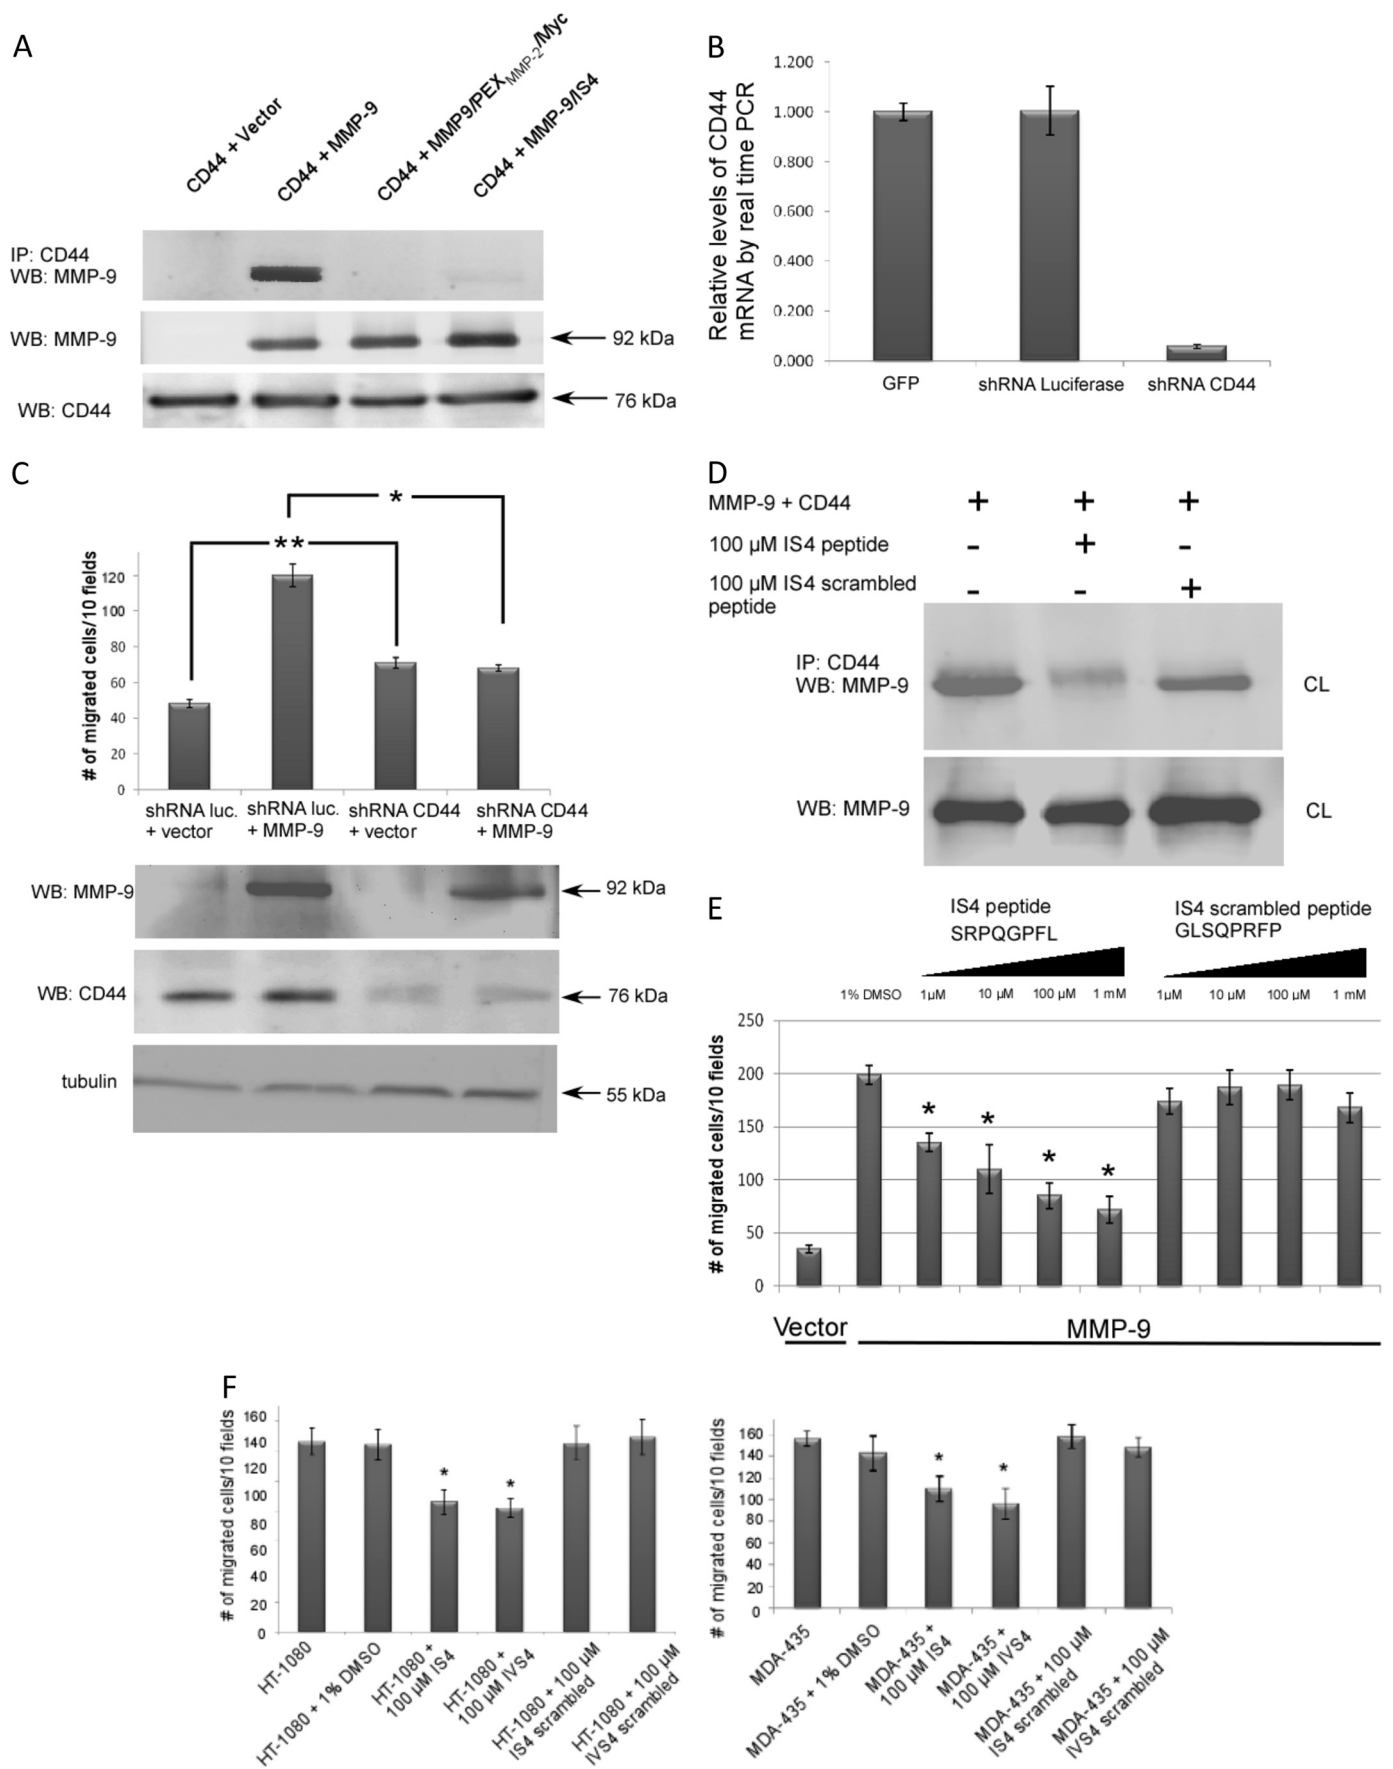 A
CD44 + Vector
CD44 + MMP-9
CD44 + MMP9/PEXMMP-2/Myc
CD44 + MMP-9/IS4
IP: CD44
WB: MMP-9
WB: MMP-9
92 kDa
WB: CD44
76 kDa
B
Relative levels of CD44
mRNA by real time PCR
1.200
1.000
0.800
0.600
0.400
0.200
0.000
GFP
shRNA Luciferase
shRNA CD44
C
*
**
# of migrated cells/10 fields
120
100
80
60
40
20
0
shRNA luc.
+ vector
shRNA luc.
+ MMP-9
shRNA CD44
+ vector
shRNA CD44
+ MMP-9
WB: MMP-9
92 kDa
WB: CD44
76 kDa
tubulin
55 kDa
D
MMP-9 + CD44 + + +
100 µM IS4 peptide - + -
100 µM IS4 scrambled
peptide - - +
IP: CD44
WB: MMP-9
CL
WB: MMP-9
CL
E
IS4 peptide
SRPQGPFL
IS4 scrambled peptide
GLSQPRFP
1% DMSO 1µM 10 µM 100 µM 1 mM 1µM 10 µM 100 µM 1 mM
# of migrated cells/10 fields
250
200
150
100
50
0
* * * *
Vector
MMP-9
F
# of migrated cells/10 fields
160
140
120
100
80
60
40
20
0
* *
HT-1080
HT-1080 + 1% DMSO
HT-1080 +
100 µM IS4
HT-1080 +
100 µM IVS4
HT-1080 + 100 µM
IS4 scrambled
HT-1080 + 100 µM
IVS4 scrambled
# of migrated cells/10 fields
160
140
120
100
80
60
40
20
0
* *
MDA-435
MDA-435 + 1% DMSO
MDA-435 +
100 µM IS4
MDA-435 +
100 µM IVS4
MDA-435 + 100 µM
IS4 scrambled
MDA-435 + 100 µM
IVS4 scrambled